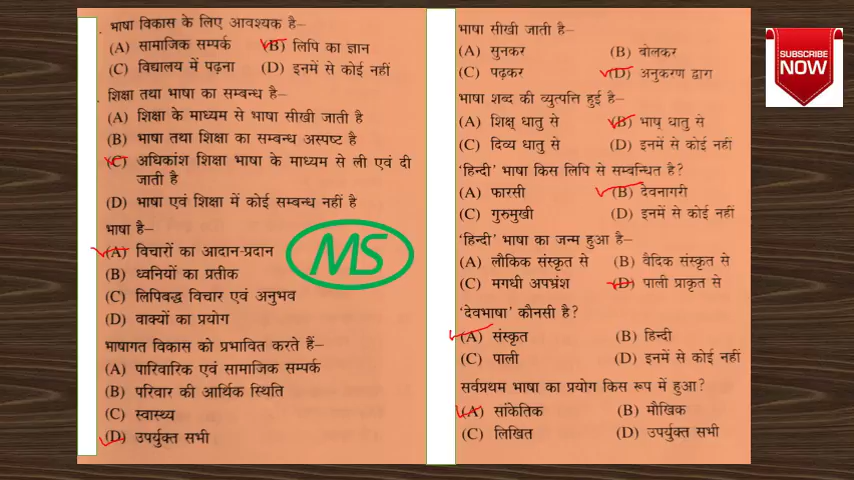 भाषा विकास के लिए आवश्यक है–
(A) सामाजिक सम्पर्क (B) लिपि का ज्ञान
(C) विद्यालय में पढ़ना (D) इनमें से कोई नहीं
शिक्षा तथा भाषा का सम्बन्ध है–
(A) शिक्षा के माध्यम से भाषा सीखी जाती है
(B) भाषा तथा शिक्षा का सम्बन्ध अस्पष्ट है
(C) अधिकांश शिक्षा भाषा के माध्यम से ली एवं दी
जाती है
(D) भाषा एवं शिक्षा में कोई सम्बन्ध नहीं है
भाषा है–
(A) विचारों का आदान-प्रदान
(B) ध्वनियों का प्रतीक
(C) लिपिबद्ध विचार एवं अनुभव
(D) वाक्यों का प्रयोग
भाषागत विकास को प्रभावित करते हैं–
(A) पारिवारिक एवं सामाजिक सम्पर्क
(B) परिवार की आर्थिक स्थिति
(C) स्वास्थ्य
(D) उपर्युक्त सभी
MS
भाषा सीखी जाती है–
(A) सुनकर (B) बोलकर
(C) पढ़कर (D) अनुकरण द्वारा
भाषा शब्द की व्युत्पत्ति हुई है–
(A) शिक्ष् धातु से (B) भाष् धातु से
(C) दिव्य धातु से (D) इनमें से कोई नहीं
'हिन्दी' भाषा किस लिपि से सम्बन्धित है?
(A) फारसी (B) देवनागरी
(C) गुरुमुखी (D) इनमें से कोई नहीं
'हिन्दी' भाषा का जन्म हुआ है–
(A) लौकिक संस्कृत से (B) वैदिक संस्कृत से
(C) मगधी अपभ्रंश (D) पाली प्राकृत से
'देवभाषा' कौनसी है?
(A) संस्कृत (B) हिन्दी
(C) पाली (D) इनमें से कोई नहीं
सर्वप्रथम भाषा का प्रयोग किस रूप में हुआ?
(A) सांकेतिक (B) मौखिक
(C) लिखित (D) उपर्युक्त सभी
SUBSCRIBE
NOW